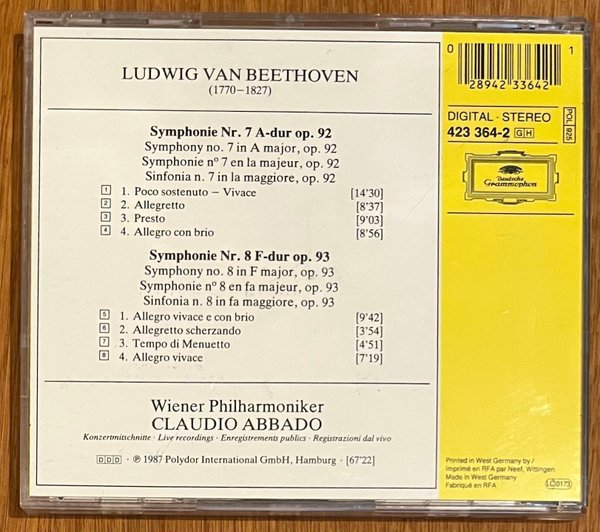 LUDWIG VAN BEETHOVEN
(1770–1827)
Symphonie Nr. 7 A-dur op. 92
Symphony no. 7 in A major, op. 92
Symphonie nº 7 en la majeur, op. 92
Sinfonia n. 7 in la maggiore, op. 92
1 1. Poco sostenuto – Vivace [14'30]
2 2. Allegretto [8'37]
3 3. Presto [9'03]
4 4. Allegro con brio [8'56]
Symphonie Nr. 8 F-dur op. 93
Symphony no. 8 in F major, op. 93
Symphonie nº 8 en fa majeur, op. 93
Sinfonia n. 8 in fa maggiore, op. 93
5 1. Allegro vivace e con brio [9'42]
6 2. Allegretto scherzando [3'54]
7 3. Tempo di Menuetto [4'51]
8 4. Allegro vivace [7'19]
Wiener Philharmoniker
CLAUDIO ABBADO
Konzertmitschnitte · Live recordings · Enregistrements publics · Registrazioni dal vivo
DDD · ℗ 1987 Polydor International GmbH, Hamburg · [67'22]
0 28942 33642 1
DIGITAL · STEREO
423 364-2 GH
POL 925
Deutsche
Grammophon
Printed in West Germany by /
Imprimé en RFA par Neef, Wittingen
Made in West Germany
Fabriqué en RFA
LC 0173